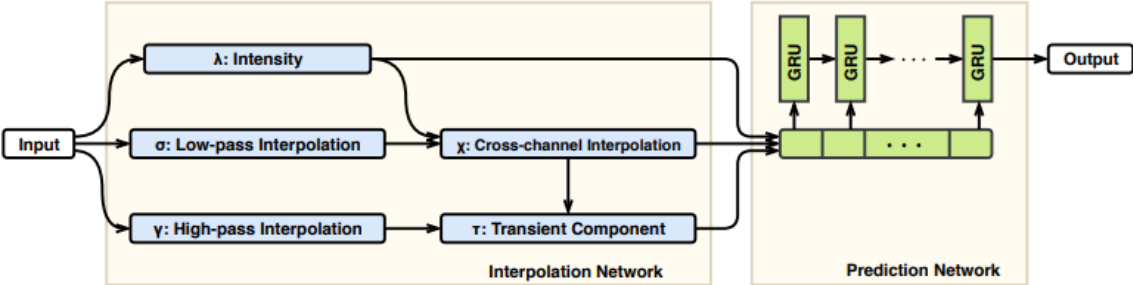 λ: Intensity
GRU
GRU
· · ·
GRU
Output
Input
σ: Low-pass Interpolation
χ: Cross-channel Interpolation
· · ·
γ: High-pass Interpolation
τ: Transient Component
Interpolation Network
Prediction Network